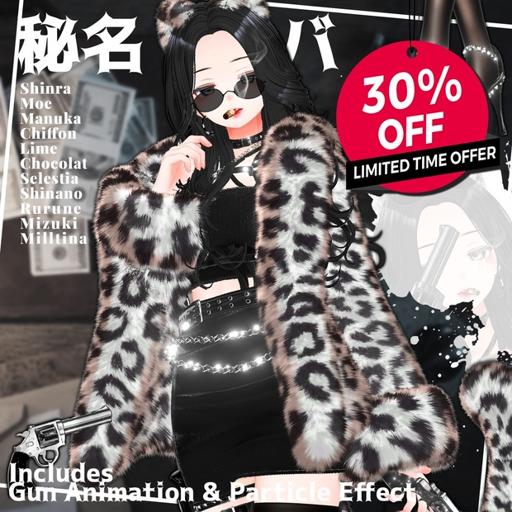 秘名 バ
30%
OFF
LIMITED TIME OFFER
Shinra
Moe
Manuka
Chiffon
Lime
Chocolat
Selestia
Shinano
Rurune
Mizuki
Milltina
Includes
Gun Animation & Particle Effect